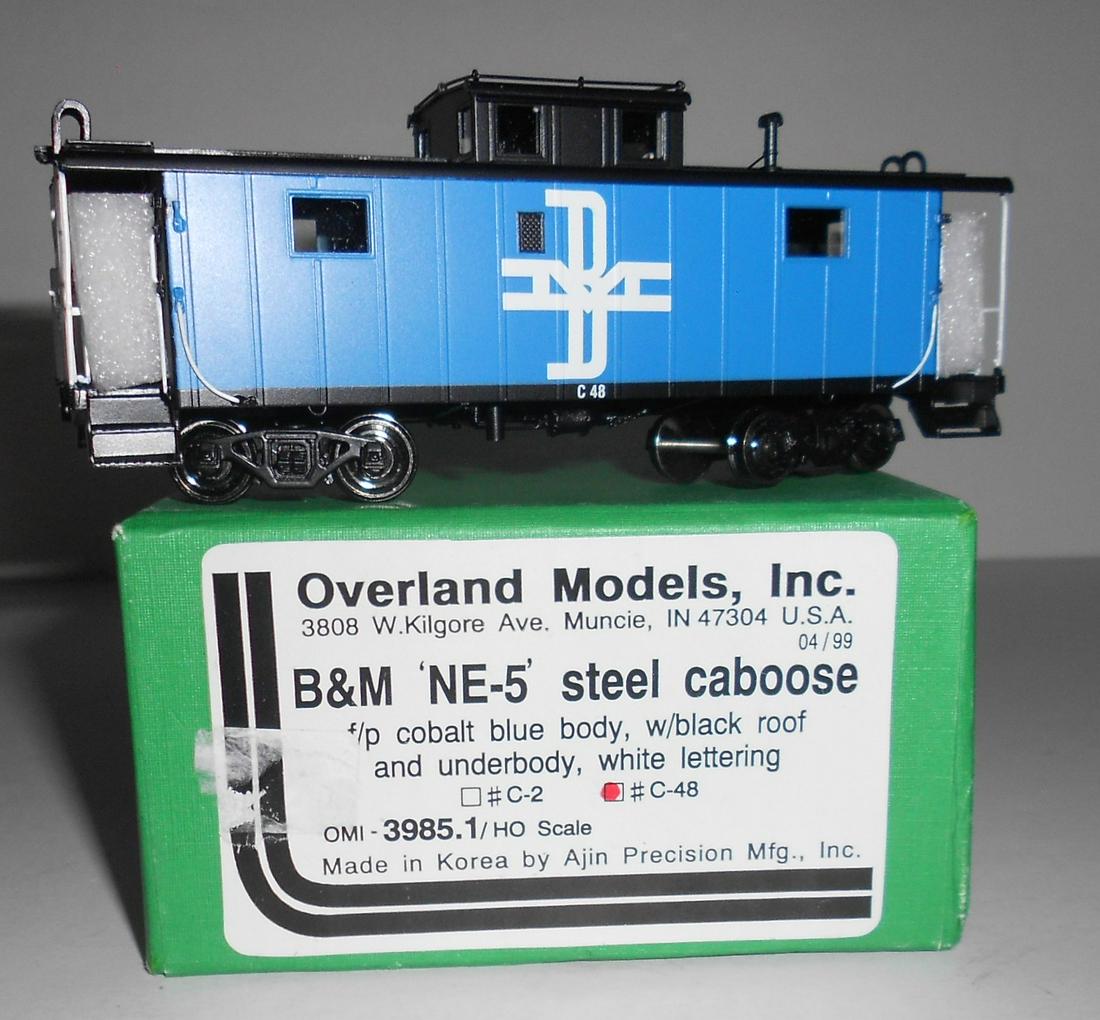 B M
C 48
Overland Models, Inc.
3808 W.Kilgore Ave. Muncie, IN 47304 U.S.A.
04/99
B&M 'NE-5' steel caboose
f/p cobalt blue body, w/black roof
and underbody, white lettering
☐ # C-2 ☐ # C-48
OMI - 3985.1/ HO Scale
Made in Korea by Ajin Precision Mfg., Inc.